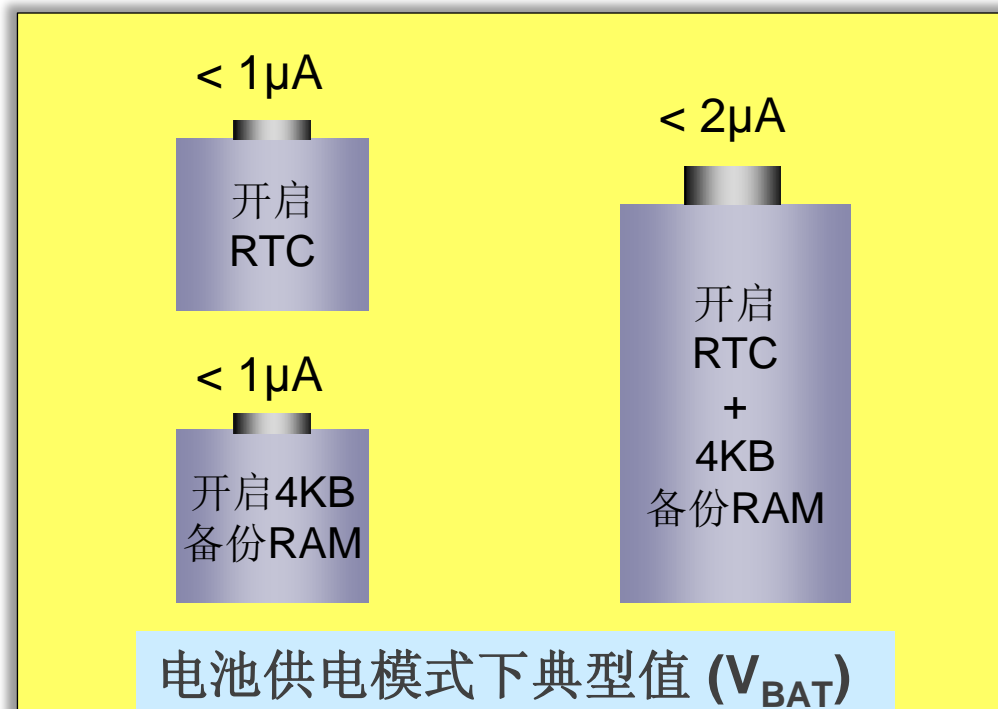 < 1µA
开启
RTC
< 1µA
开启4KB
备份RAM
< 2µA
开启
RTC
+
4KB
备份RAM
电池供电模式下典型值 (VBAT)